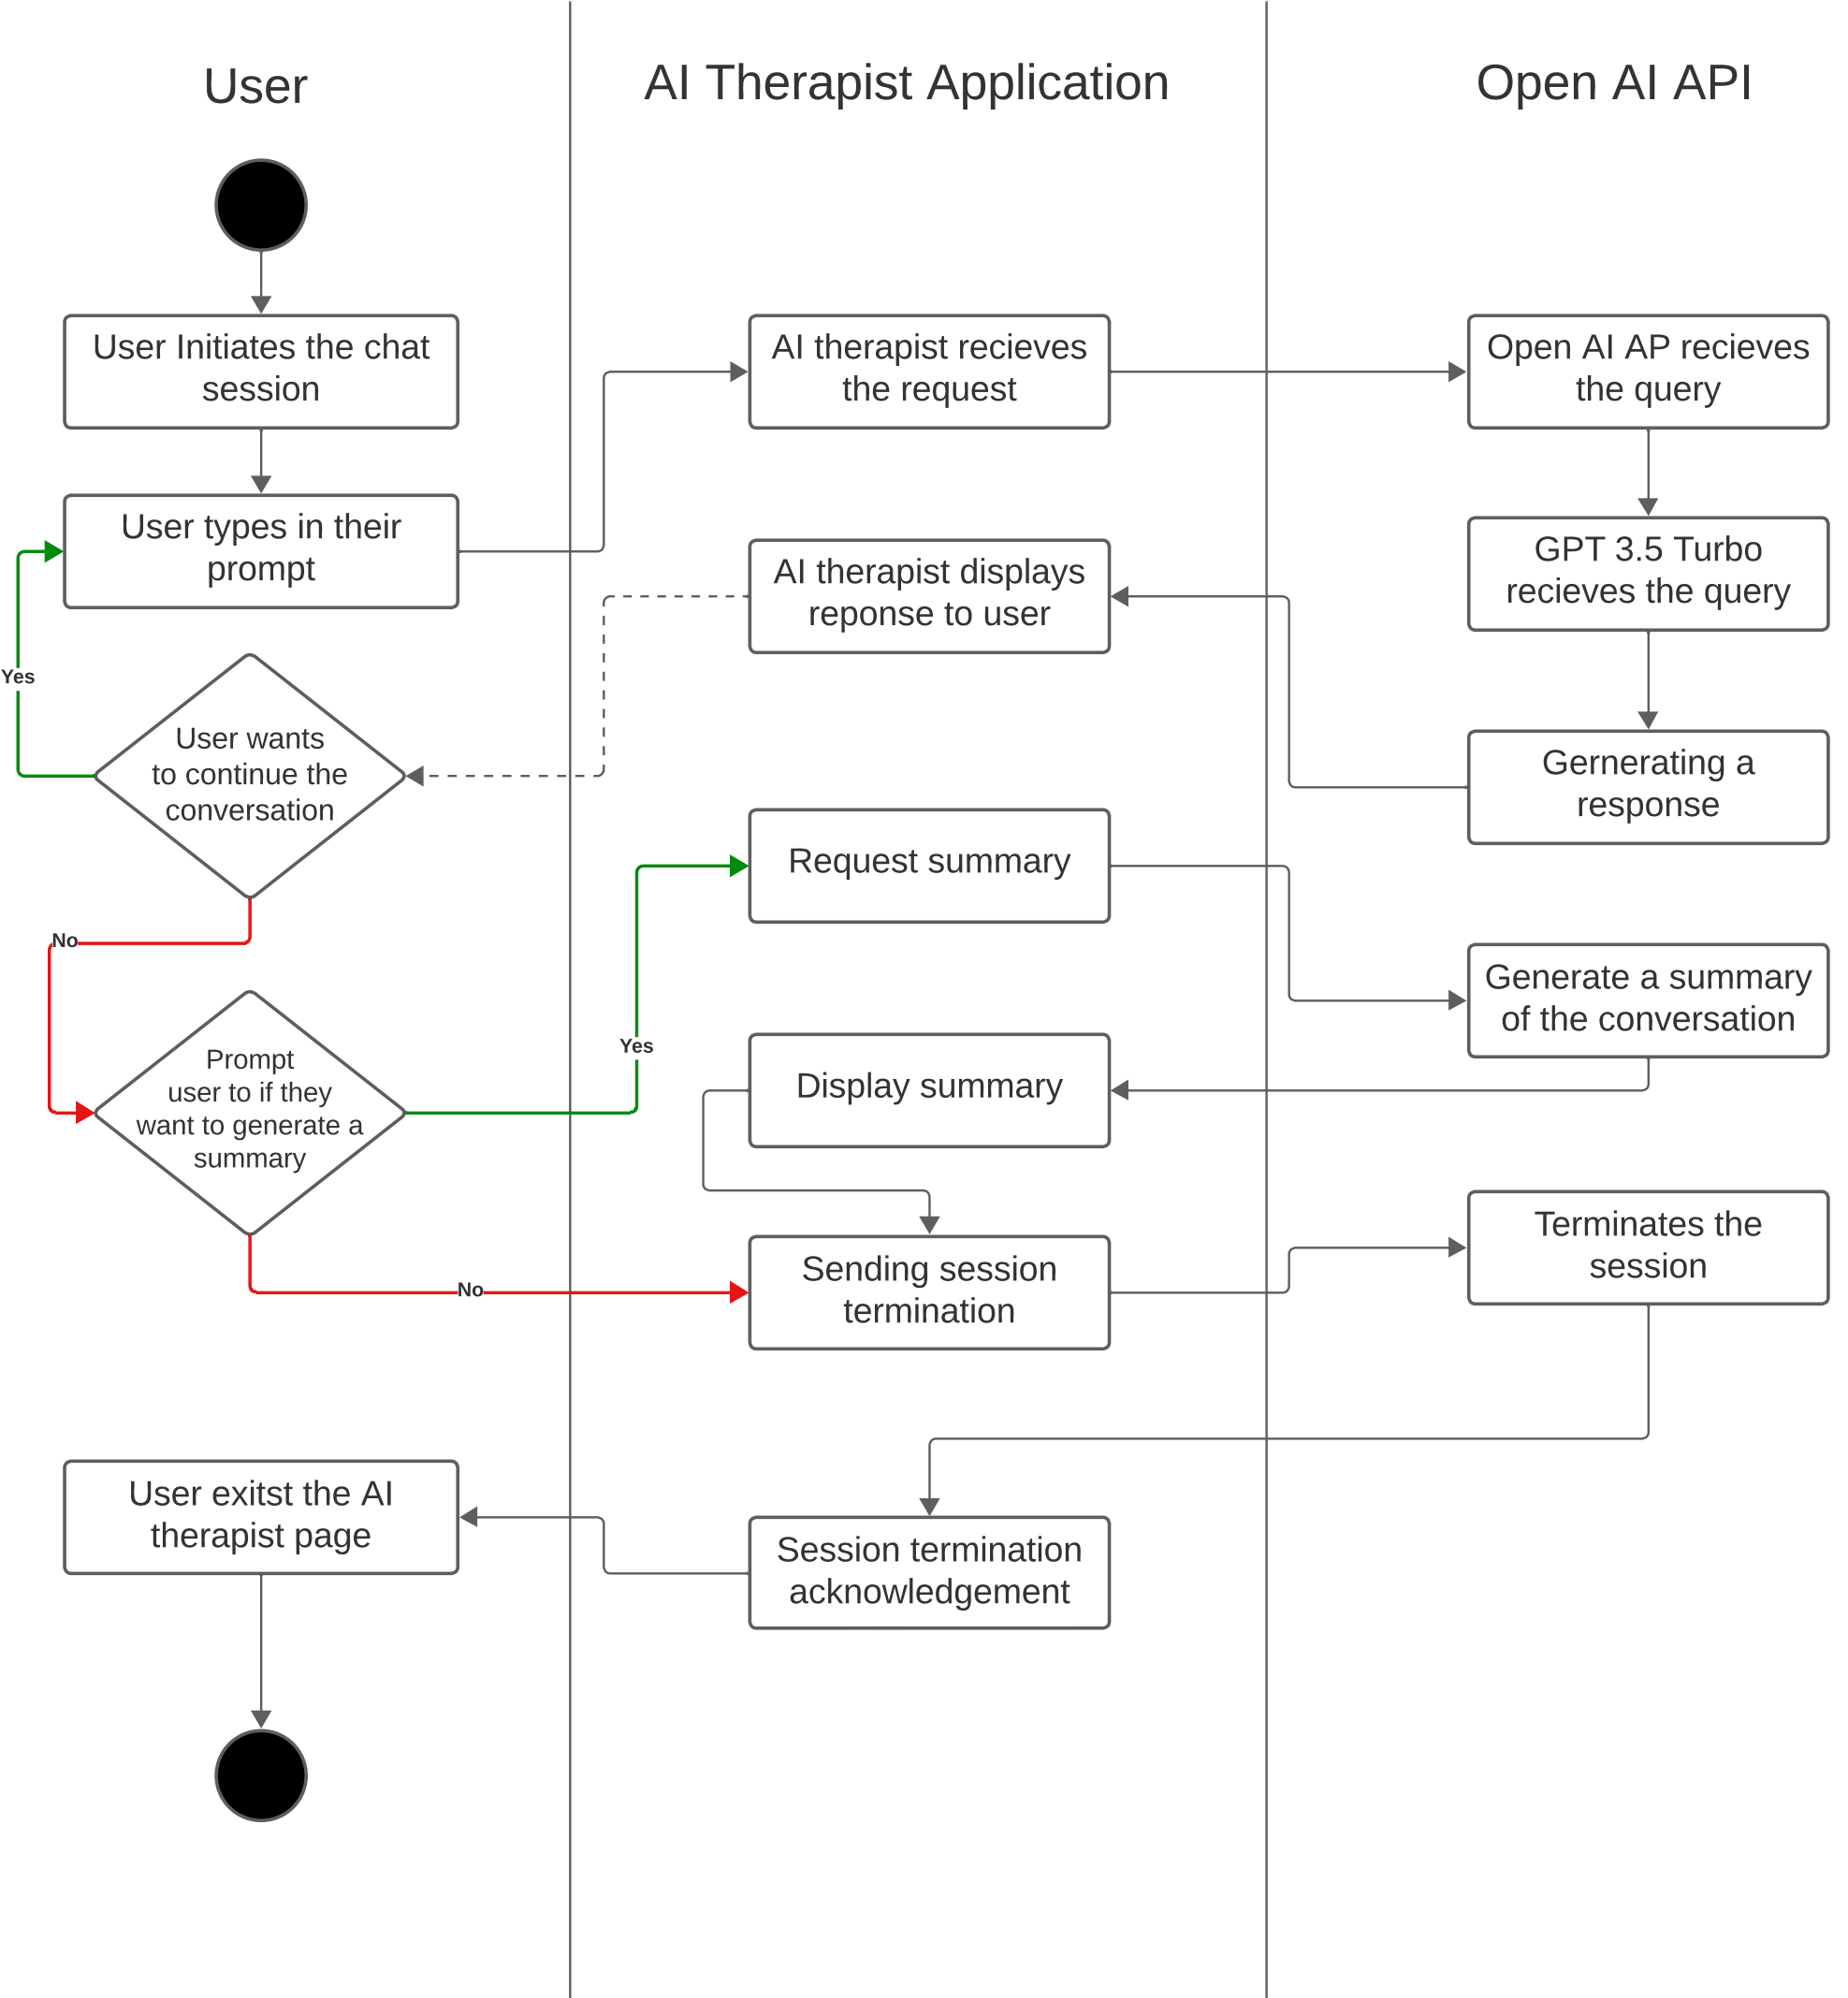 User
AI Therapist Application
Open AI API
User Initiates the chat
session
AI therapist recieves
the request
Open AI AP recieves
the query
User types in their
prompt
AI therapist displays
reponse to user
GPT 3.5 Turbo
recieves the query
Yes
User wants
to continue the
conversation
Gernerating a
response
Request summary
No
Generate a summary
of the conversation
Prompt
user to if they
want to generate a
summary
Yes
Display summary
Terminates the
session
No
Sending session
termination
User exitst the AI
therapist page
Session termination
acknowledgement